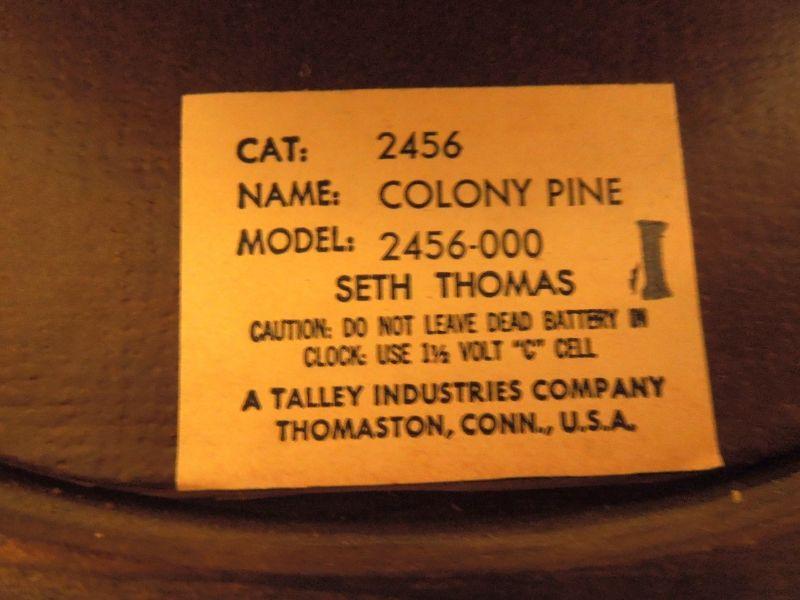 CAT: 2456
NAME: COLONY PINE
MODEL: 2456-000
SETH THOMAS
CAUTION: DO NOT LEAVE DEAD BATTERY IN
CLOCK: USE 1½ VOLT "C" CELL
A TALLEY INDUSTRIES COMPANY
THOMASTON, CONN., U.S.A.